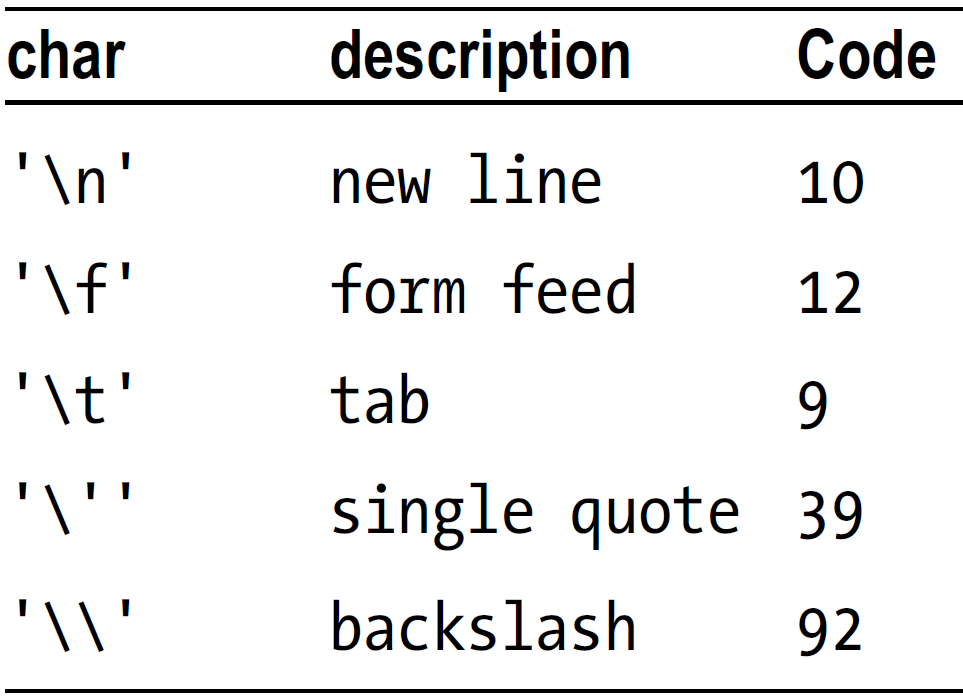 char description Code
'\n' new line 10
'\f' form feed 12
'\t' tab 9
'\'' single quote 39
'\\' backslash 92